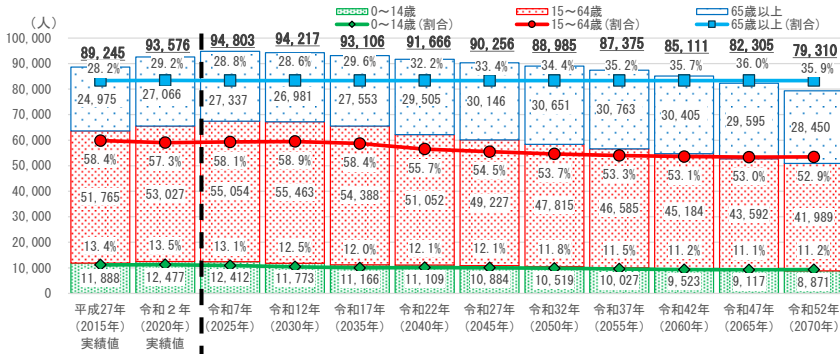 (人)
0～14歳 15～64歳 65歳以上
0～14歳(割合) 15～64歳(割合) 65歳以上(割合)
100,000
90,000
80,000
70,000
60,000
50,000
40,000
30,000
20,000
10,000
0
89,245 93,576 94,803 94,217 93,106 91,666 90,256 88,985 87,375 85,111 82,305 79,310
28.2% 29.2% 28.8% 28.6% 29.6% 32.2% 33.4% 34.4% 35.2% 35.7% 36.0% 35.9%
24,975 27,066 27,337 26,981 27,553 29,505 30,146 30,651 30,763 30,405 29,595 28,450
58.4% 57.3% 58.1% 58.9% 58.4% 55.7% 54.5% 53.7% 53.3% 53.1% 53.0% 52.9%
51,765 53,027 55,054 55,463 54,388 51,052 49,227 47,815 46,585 45,184 43,592 41,989
13.4% 13.5% 13.1% 12.5% 12.0% 12.1% 12.1% 11.8% 11.5% 11.2% 11.1% 11.2%
11,888 12,477 12,412 11,773 11,166 11,109 10,884 10,519 10,027 9,523 9,117 8,871
平成27年 令和２年 令和7年 令和12年 令和17年 令和22年 令和27年 令和32年 令和37年 令和42年 令和47年 令和52年
(2015年) (2020年) (2025年) (2030年) (2035年) (2040年) (2045年) (2050年) (2055年) (2060年) (2065年) (2070年)
実績値 実績値